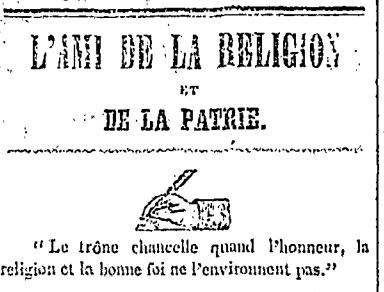 L'AMI DE LA RELIGION
ET
DE LA PATRIE.
"Le trône chancelle quand l'honneur, la
religion et la bonne foi ne l'environnent pas."